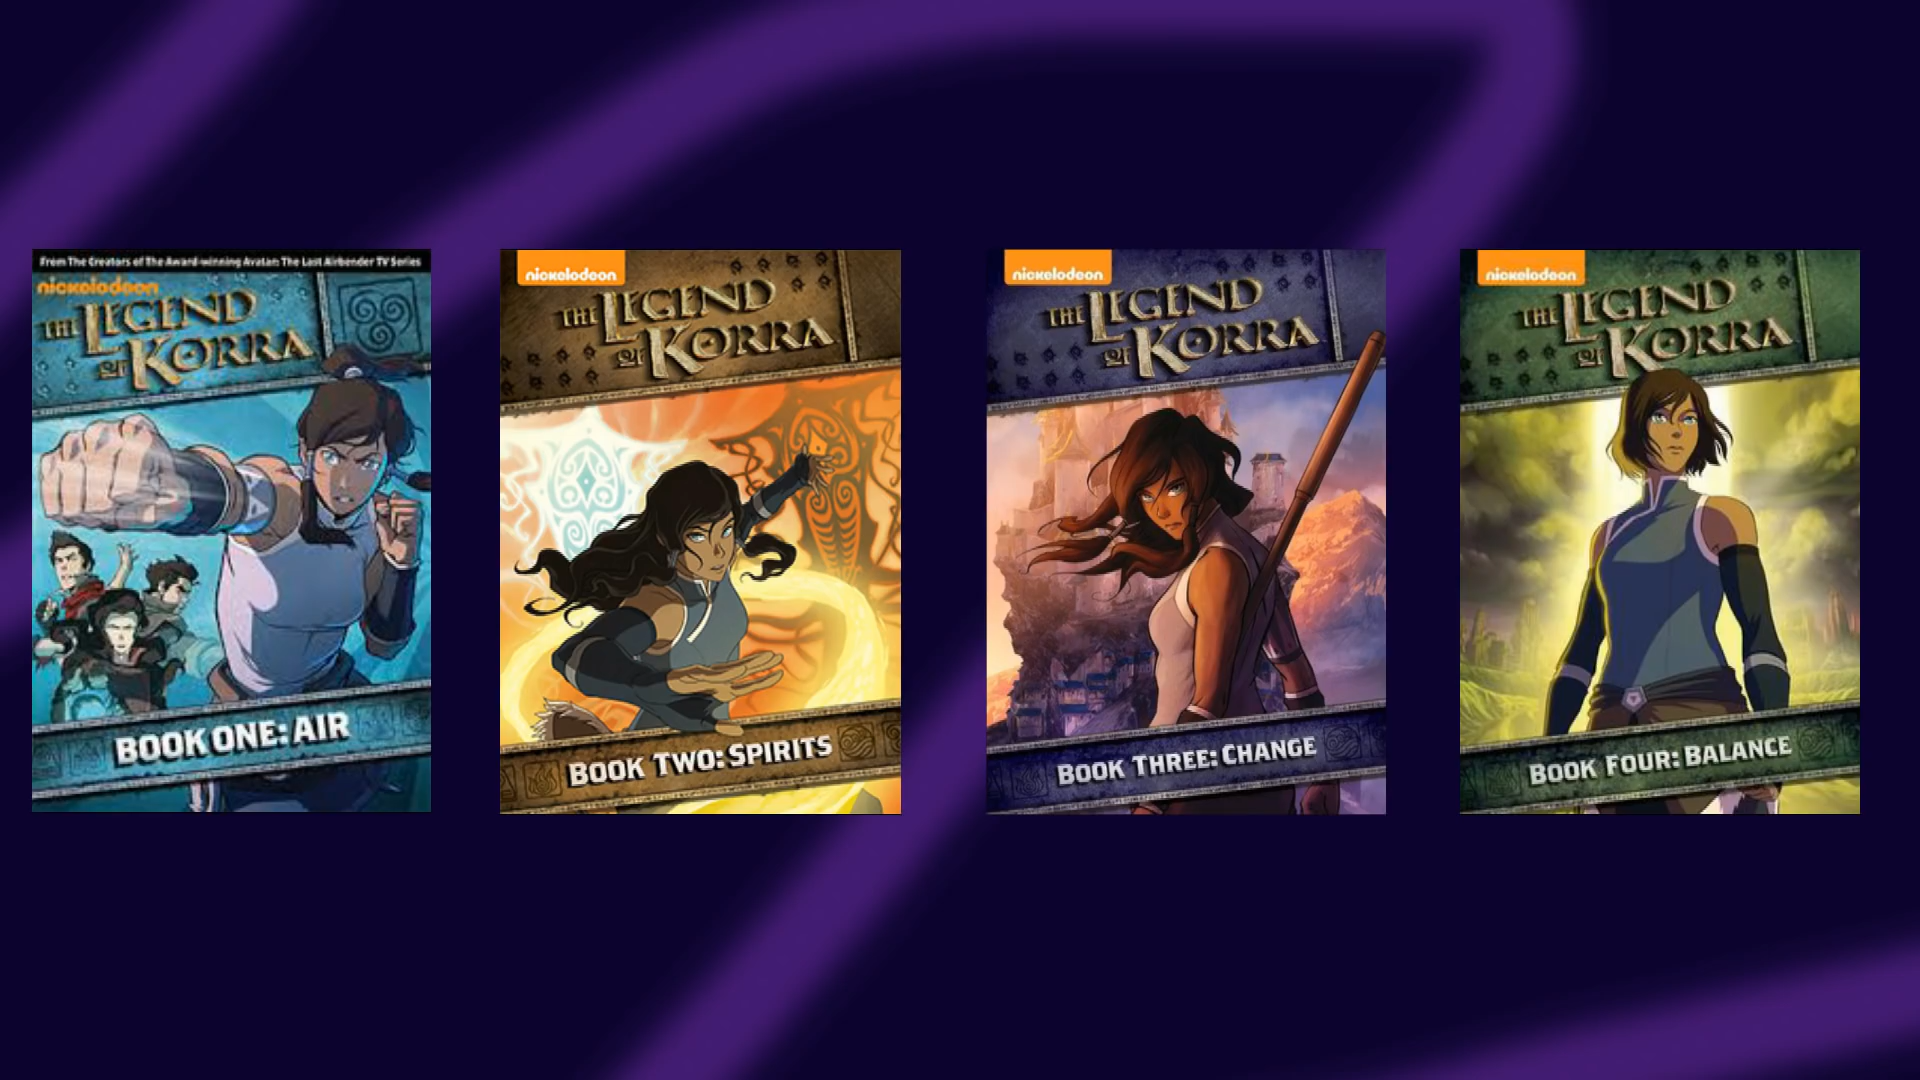 From The Creators of The Award-winning Avatar: The Last Airbender TV Series
nickelodeon
THE LEGEND
OF KORRA
BOOK ONE: AIR
nickelodeon
THE LEGEND
OF KORRA
BOOK TWO: SPIRITS
nickelodeon
THE LEGEND
OF KORRA
BOOK THREE: CHANGE
nickelodeon
THE LEGEND
OF KORRA
BOOK FOUR: BALANCE